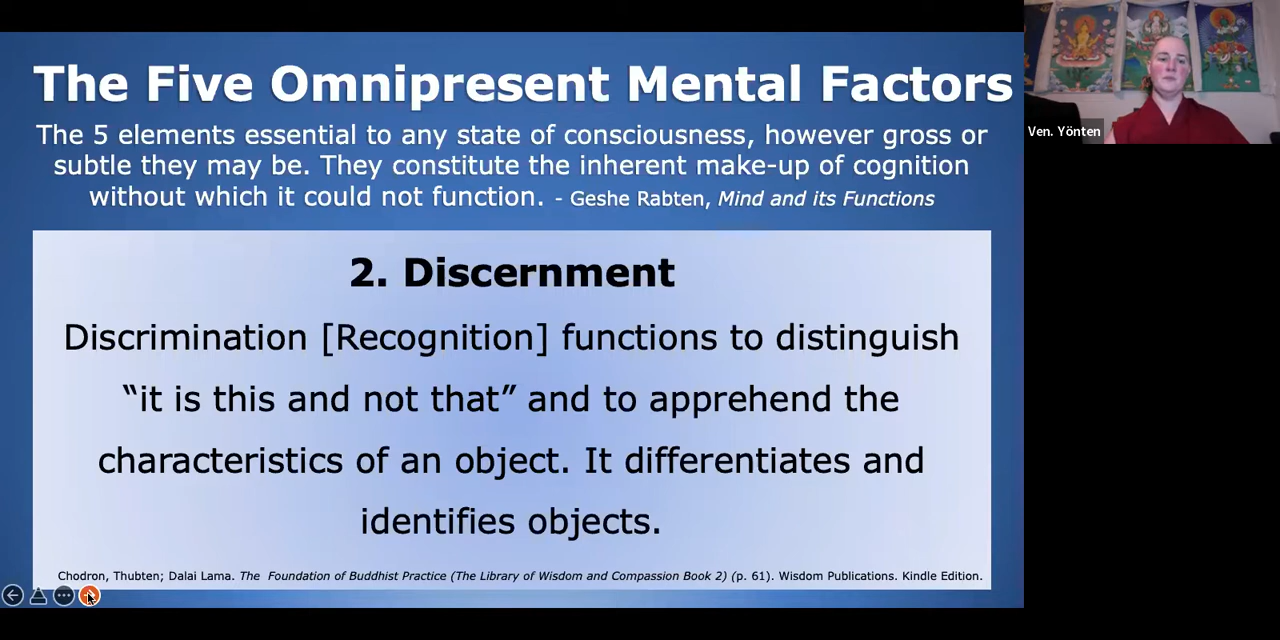 The Five Omnipresent Mental Factors
The 5 elements essential to any state of consciousness, however gross or
subtle they may be. They constitute the inherent make-up of cognition
without which it could not function. - Geshe Rabten, Mind and its Functions
2. Discernment
Discrimination [Recognition] functions to distinguish
“it is this and not that” and to apprehend the
characteristics of an object. It differentiates and
identifies objects.
Chodron, Thubten; Dalai Lama. The Foundation of Buddhist Practice (The Library of Wisdom and Compassion Book 2) (p. 61). Wisdom Publications. Kindle Edition.
Ven. Yönten